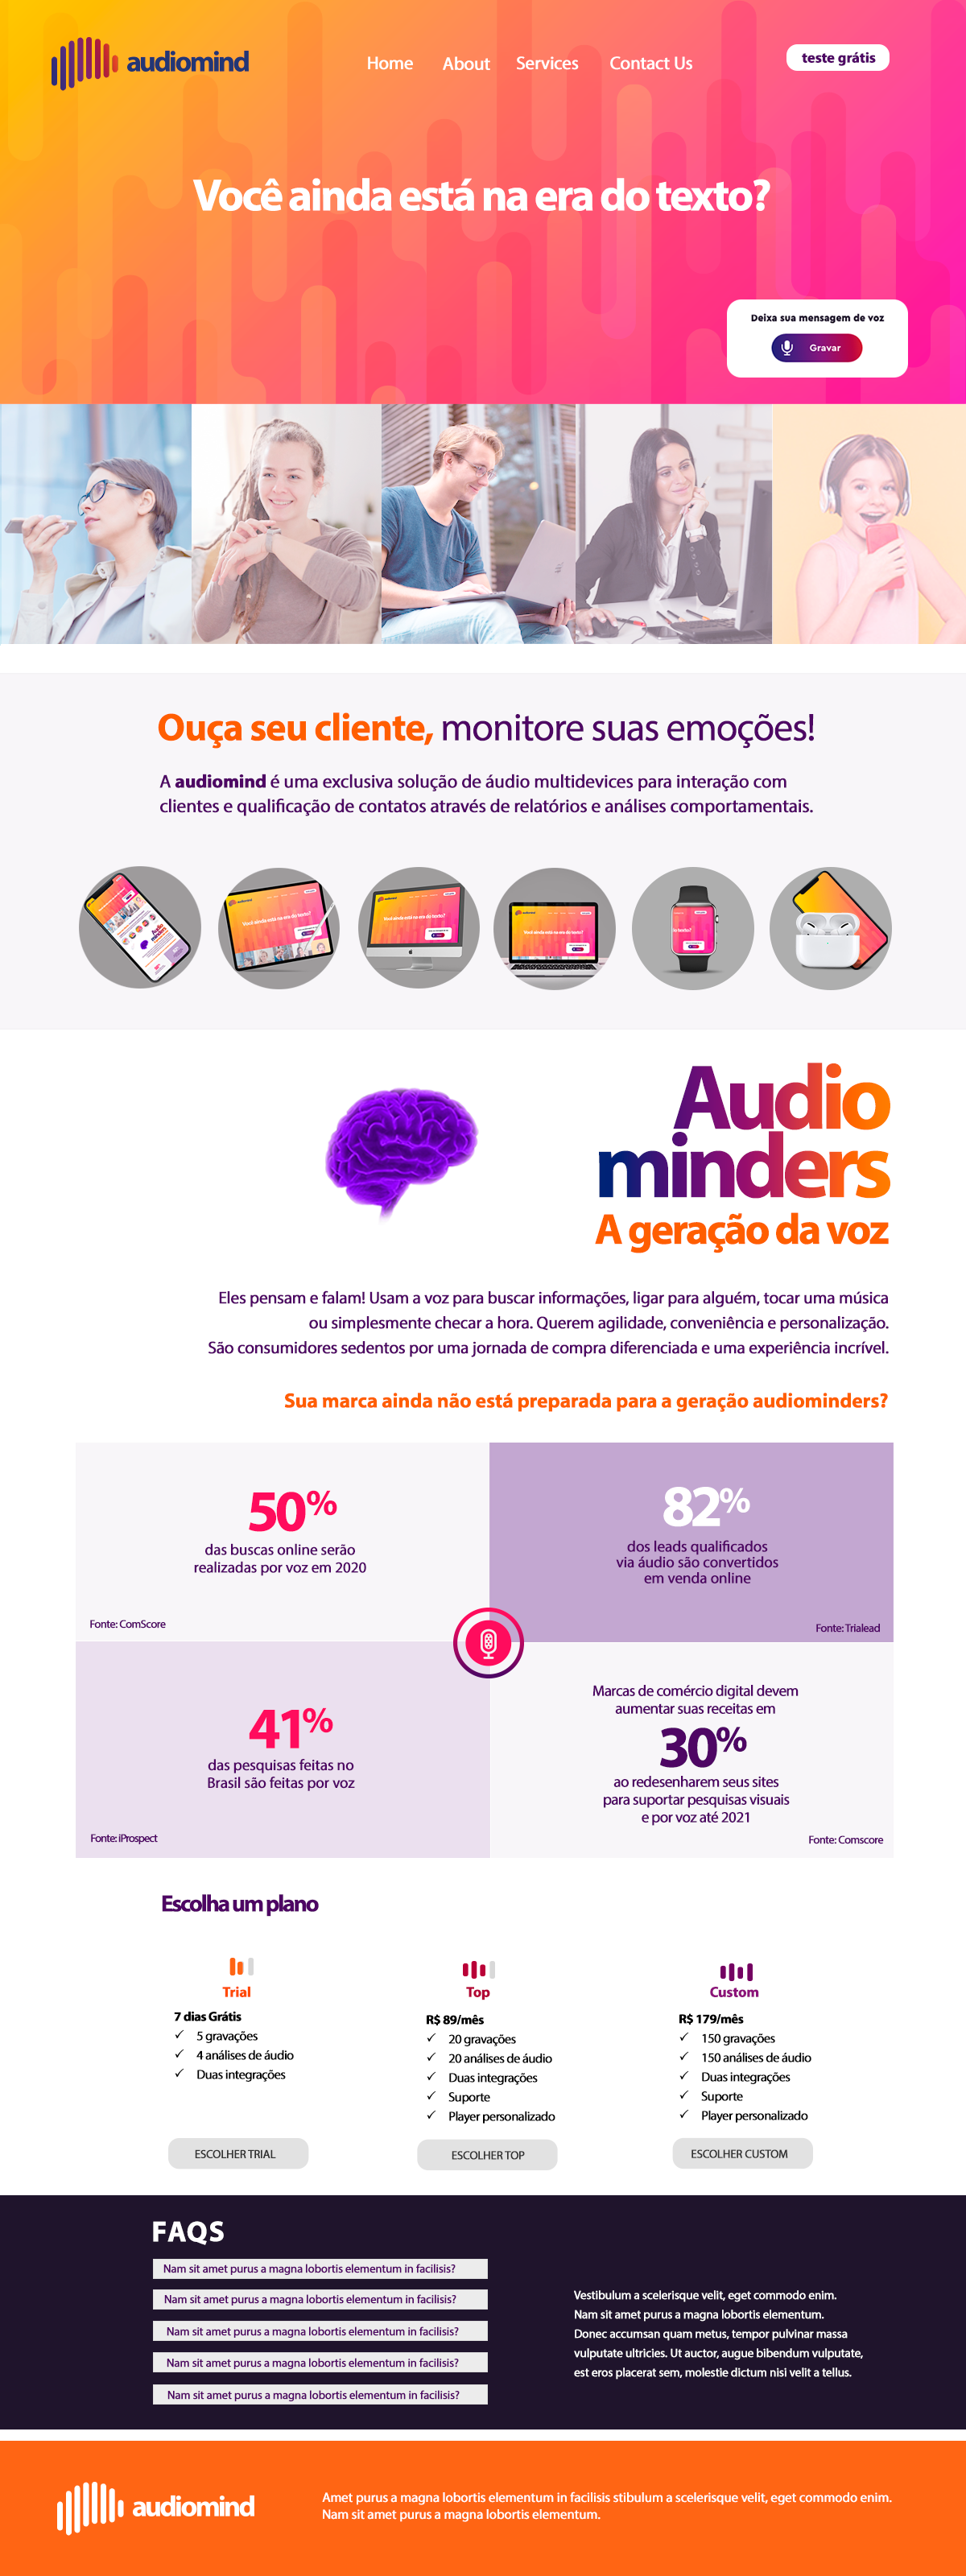 audiomind
Home About Services Contact Us
teste grátis
Você ainda está na era do texto?
Deixa sua mensagem de voz
Gravar
Ouça seu cliente, monitore suas emoções!
A audiomind é uma exclusiva solução de áudio multidevices para interação com
clientes e qualificação de contatos através de relatórios e análises comportamentais.
Audio
minders
A geração da voz
Eles pensam e falam! Usam a voz para buscar informações, ligar para alguém, tocar uma música
ou simplesmente checar a hora. Querem agilidade, conveniência e personalização.
São consumidores sedentos por uma jornada de compra diferenciada e uma experiência incrível.
Sua marca ainda não está preparada para a geração audiominders?
50%
das buscas online serão
realizadas por voz em 2020
Fonte: ComScore
82%
dos leads qualificados
via áudio são convertidos
em venda online
Fonte: Trialead
41%
das pesquisas feitas no
Brasil são feitas por voz
Fonte: iProspect
Marcas de comércio digital devem
aumentar suas receitas em
30%
ao redesenharem seus sites
para suportar pesquisas visuais
e por voz até 2021
Fonte: Comscore
Escolha um plano
Trial
7 dias Grátis
5 gravações
4 análises de áudio
Duas integrações
ESCOLHER TRIAL
Top
R$ 89/mês
20 gravações
20 análises de áudio
Duas integrações
Suporte
Player personalizado
ESCOLHER TOP
Custom
R$ 179/mês
150 gravações
150 análises de áudio
Duas integrações
Suporte
Player personalizado
ESCOLHER CUSTOM
FAQS
Nam sit amet purus a magna lobortis elementum in facilisis?
Nam sit amet purus a magna lobortis elementum in facilisis?
Nam sit amet purus a magna lobortis elementum in facilisis?
Nam sit amet purus a magna lobortis elementum in facilisis?
Nam sit amet purus a magna lobortis elementum in facilisis?
Vestibulum a scelerisque velit, eget commodo enim.
Nam sit amet purus a magna lobortis elementum.
Donec accumsan quam metus, tempor pulvinar massa
vulputate ultricies. Ut auctor, augue bibendum vulputate,
est eros placerat sem, molestie dictum nisi velit a tellus.
audiomind
Amet purus a magna lobortis elementum in facilisis stibulum a scelerisque velit, eget commodo enim.
Nam sit amet purus a magna lobortis elementum.